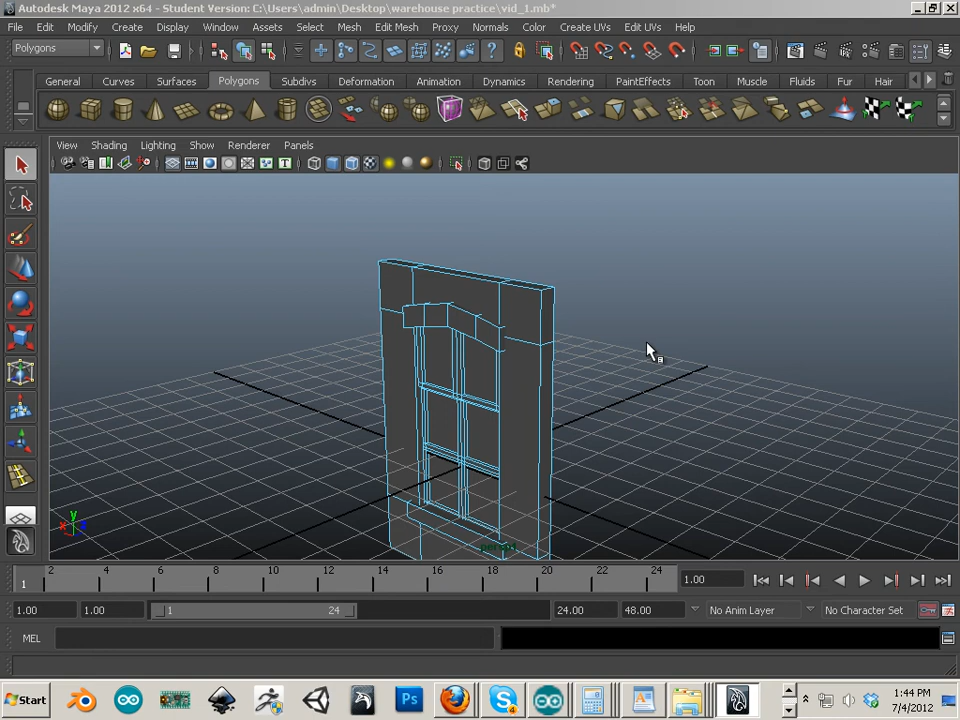 Autodesk Maya 2012 x64 - Student Version: C:\Users\admin\Desktop\warehouse practice\vid_1.mb*
File Edit Modify Create Display Window Assets Select Mesh Edit Mesh Proxy Normals Color Create UVs Edit UVs Help
Polygons
General Curves Surfaces Polygons Subdivs Deformation Animation Dynamics Rendering PaintEffects Toon Muscle Fluids Fur Hair
View Shading Lighting Show Renderer Panels
y
x z
2 4 6 8 10 12 14 16 18 20 22 24
1 1.00
1.00 1.00 1 24 24.00 48.00 No Anim Layer No Character Set
MEL
Start Ps 1:44 PM
7/4/2012